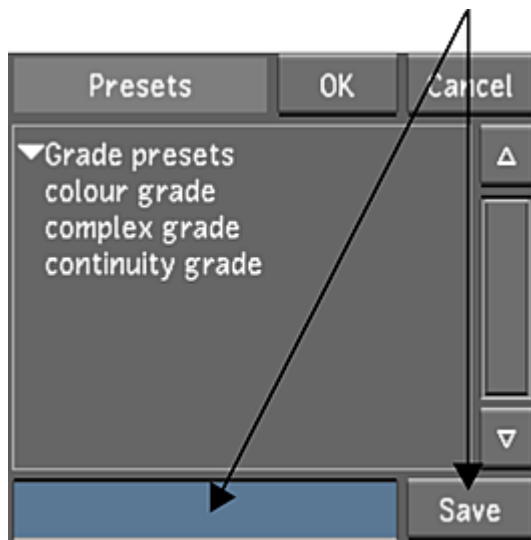 Presets OK Cancel
Grade presets
colour grade
complex grade
continuity grade
Save